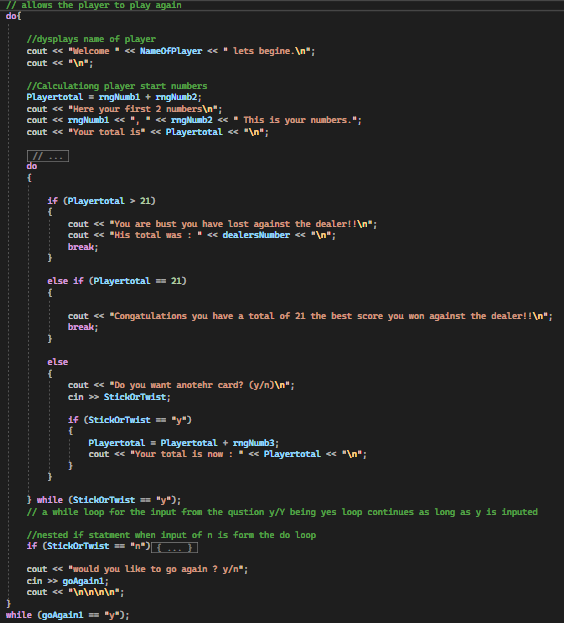 // allows the player to play again
do{
//dysplays name of player
cout << "Welcome " << NameOfPlayer << " lets begine.\n";
cout << "\n";
//Calculationg player start numbers
Playertotal = rngNumb1 + rngNumb2;
cout << "Here your first 2 numbers\n";
cout << rngNumb1 << ", " << rngNumb2 << " This is your numbers.";
cout << "Your total is" << Playertotal << "\n";
// ...
do
{
if (Playertotal > 21)
{
cout << "You are bust you have lost against the dealer!!\n";
cout << "His total was : " << dealersNumber << "\n";
break;
}
else if (Playertotal == 21)
{
cout << "Congatulations you have a total of 21 the best score you won against the dealer!!\n";
break;
}
else
{
cout << "Do you want anotehr card? (y/n)\n";
cin >> StickOrTwist;
if (StickOrTwist == "y")
{
Playertotal = Playertotal + rngNumb3;
cout << "Your total is now : " << Playertotal << "\n";
}
}
} while (StickOrTwist == "y");
// a while loop for the input from the qustion y/Y being yes loop continues as long as y is inputed
//nested if statment when input of n is form the do loop
if (StickOrTwist == "n"){ ... }
cout << "would you like to go again ? y/n";
cin >> goAgain1;
cout << "\n\n\n\n";
}
while (goAgain1 == "y");